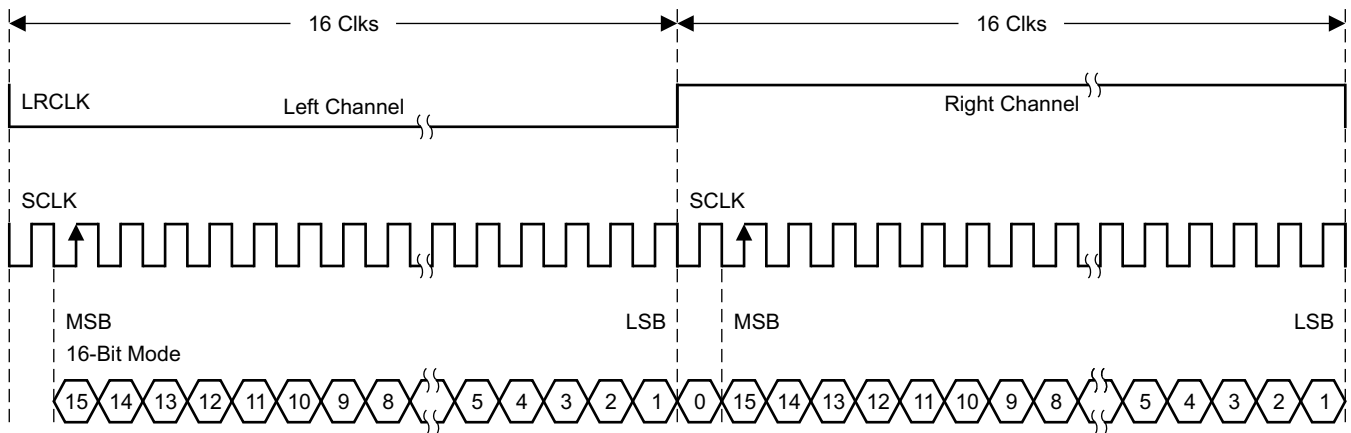 16 Clks 16 Clks
LRCLK Left Channel Right Channel
SCLK SCLK
MSB LSB MSB LSB
16-Bit Mode
15 14 13 12 11 10 9 8 5 4 3 2 1 0 15 14 13 12 11 10 9 8 5 4 3 2 1